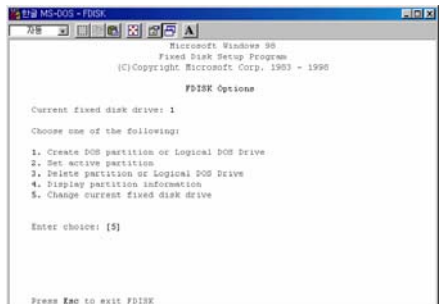 한글 MS-DOS - FDISK
자동
A
Microsoft Windows 98
Fixed Disk Setup Program
(C)Copyright Microsoft Corp. 1983 - 1998
FDISK Options
Current fixed disk drive: 1
Choose one of the following:
1. Create DOS partition or Logical DOS Drive
2. Set active partition
3. Delete partition or Logical DOS Drive
4. Display partition information
5. Change current fixed disk drive
Enter choice: [5]
Press Esc to exit FDISK